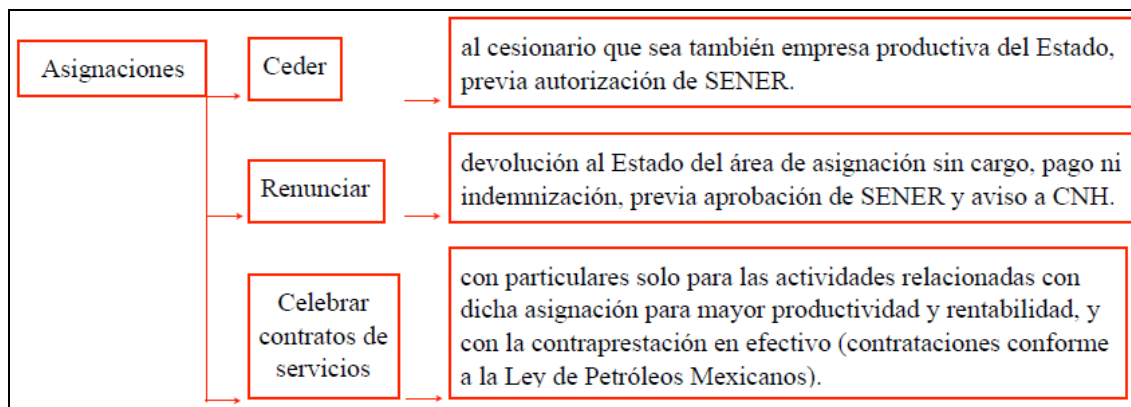 Asignaciones
Ceder
al cesionario que sea también empresa productiva del Estado,
previa autorización de SENER.
Renunciar
devolución al Estado del área de asignación sin cargo, pago ni
indemnización, previa aprobación de SENER y aviso a CNH.
Celebrar
contratos de
servicios
con particulares solo para las actividades relacionadas con
dicha asignación para mayor productividad y rentabilidad, y
con la contraprestación en efectivo (contrataciones conforme
a la Ley de Petróleos Mexicanos).